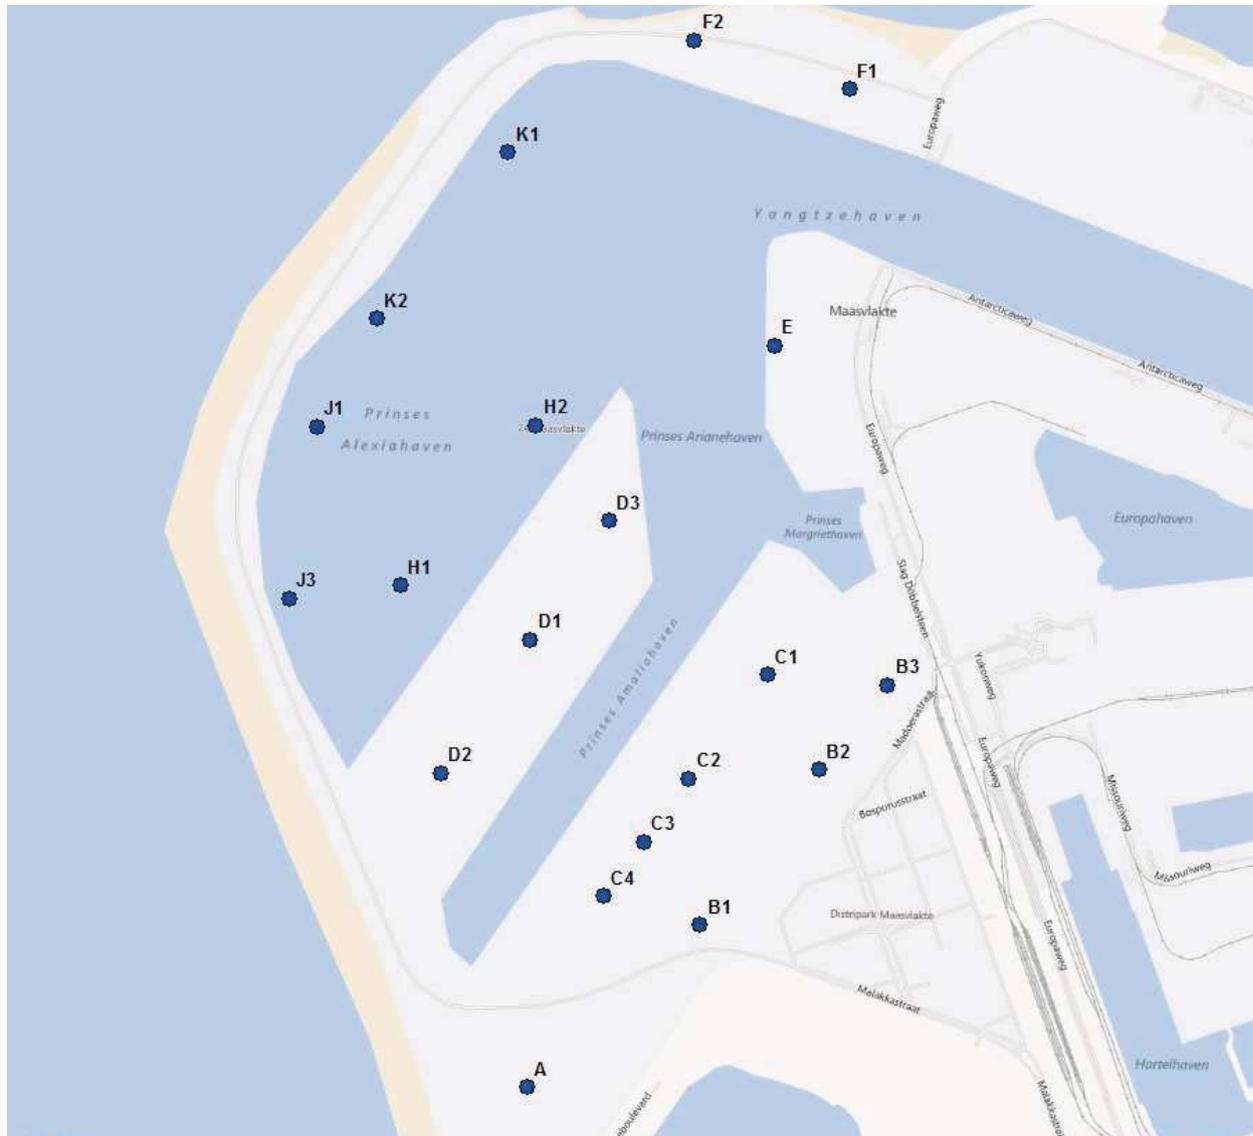 F2
F1
Europaweg
K1
Yangtzehaven
K2
Maasvlakte
Antarcticaweg
E
Antarcticaweg
J1
Prinses
Alexiahaven
H2
Prinses Arianehaven
Europaweg
D3
Prinses
Margriethaven
Europahaven
J3
H1
Slag Dobbelsteen
D1
Prinses Amaliahaven
C1
B3
Yukonweg
Madoerastraat
D2
C2
B2
Europaweg
Missouriweg
Bosporusstraat
C3
Missouriweg
C4
B1
Distripark Maasvlakte
Europaweg
Malakkastraat
Hartelhaven
A